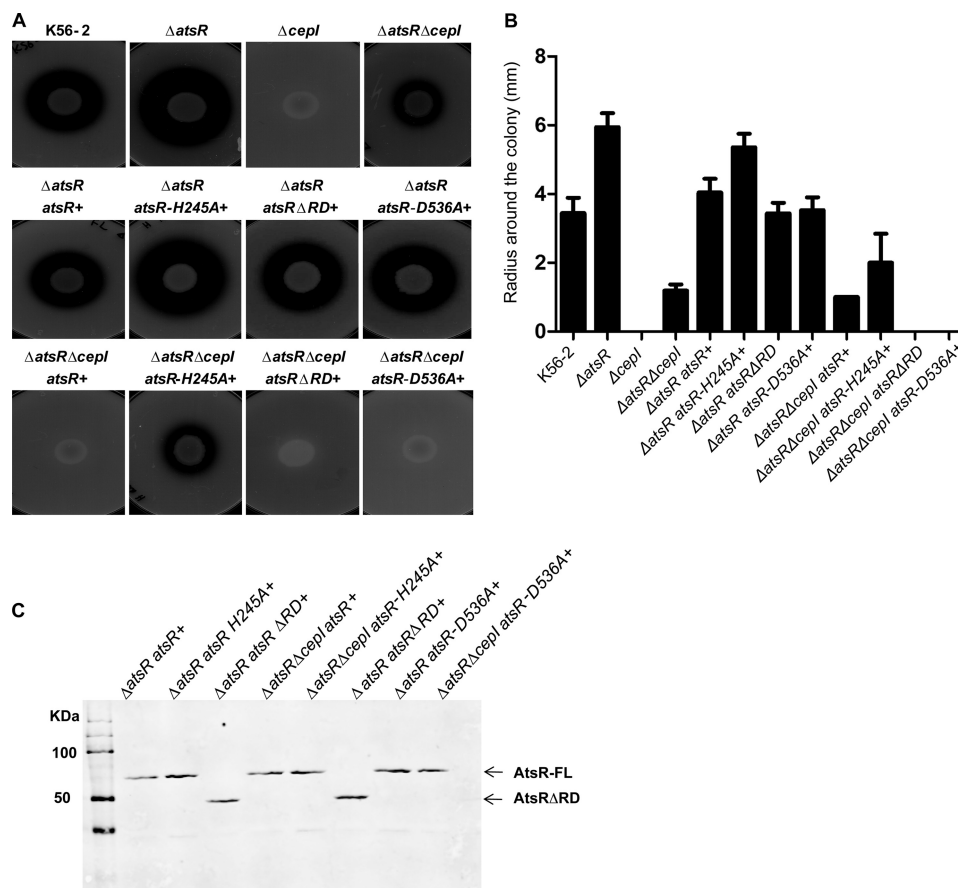 A
K56-2
ΔatsR
ΔcepI
ΔatsRΔcepI
ΔatsR
atsR+
ΔatsR
atsR-H245A+
ΔatsR
atsRΔRD+
ΔatsR
atsR-D536A+
ΔatsRΔcepI
atsR+
ΔatsRΔcepI
atsR-H245A+
ΔatsRΔcepI
atsRΔRD+
ΔatsRΔcepI
atsR-D536A+
B
Radius around the colony (mm)
8
6
4
2
0
K56-2
ΔatsR
ΔcepI
ΔatsRΔcepI
ΔatsR atsR+
ΔatsR atsR-H245A+
ΔatsR atsRΔRD
ΔatsR atsR-D536A+
ΔatsRΔcepI atsR+
ΔatsRΔcepI atsR-H245A+
ΔatsRΔcepI atsRΔRD
ΔatsRΔcepI atsR-D536A+
C
ΔatsR atsR+
ΔatsR atsR H245A+
ΔatsR atsR ΔRD+
ΔatsRΔcepI atsR+
ΔatsRΔcepI atsR-H245A+
ΔatsR atsRΔRD+
ΔatsR atsR-D536A+
ΔatsRΔcepI atsR-D536A+
KDa
100
50
AtsR-FL
AtsRΔRD